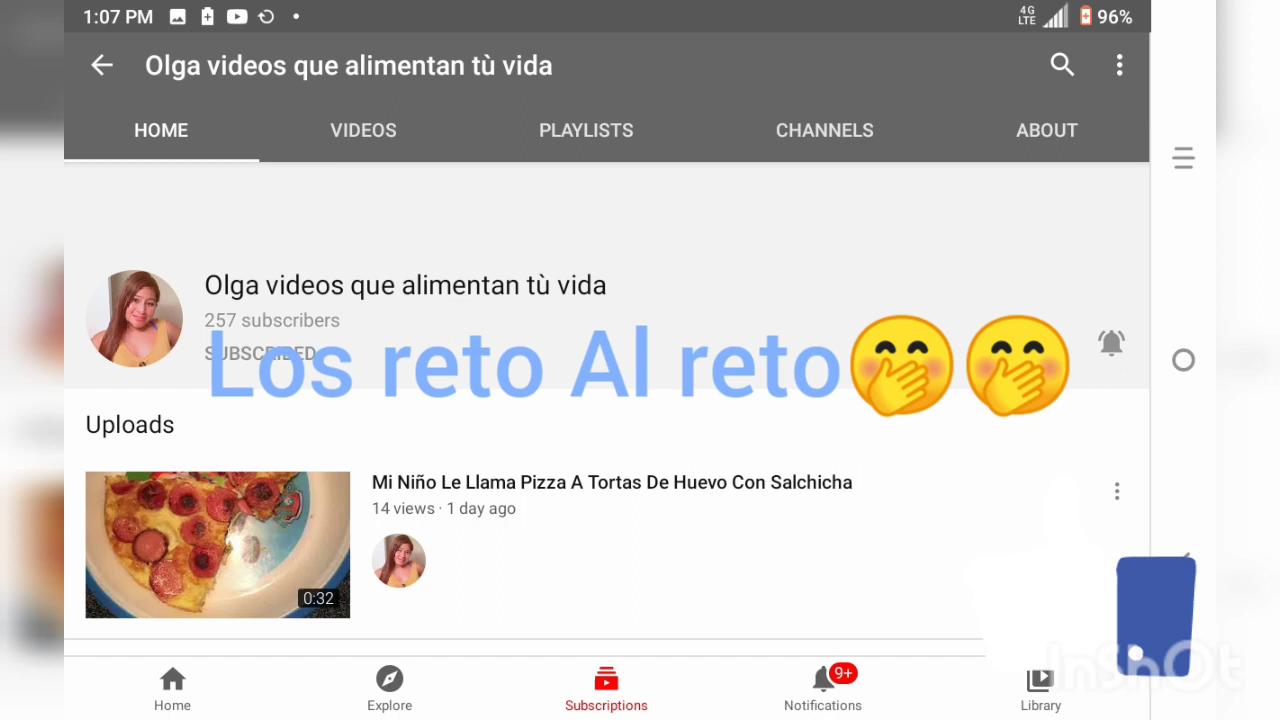 1:07 PM
4G LTE 96%
Olga videos que alimentan tù vida
HOME VIDEOS PLAYLISTS CHANNELS ABOUT
Olga videos que alimentan tù vida
257 subscribers
SUBSCRIBED
Los reto Al reto🤭🤭
Uploads
Mi Niño Le Llama Pizza A Tortas De Huevo Con Salchicha
14 views · 1 day ago
0:32
9+
Home Explore Subscriptions Notifications Library
InShOt